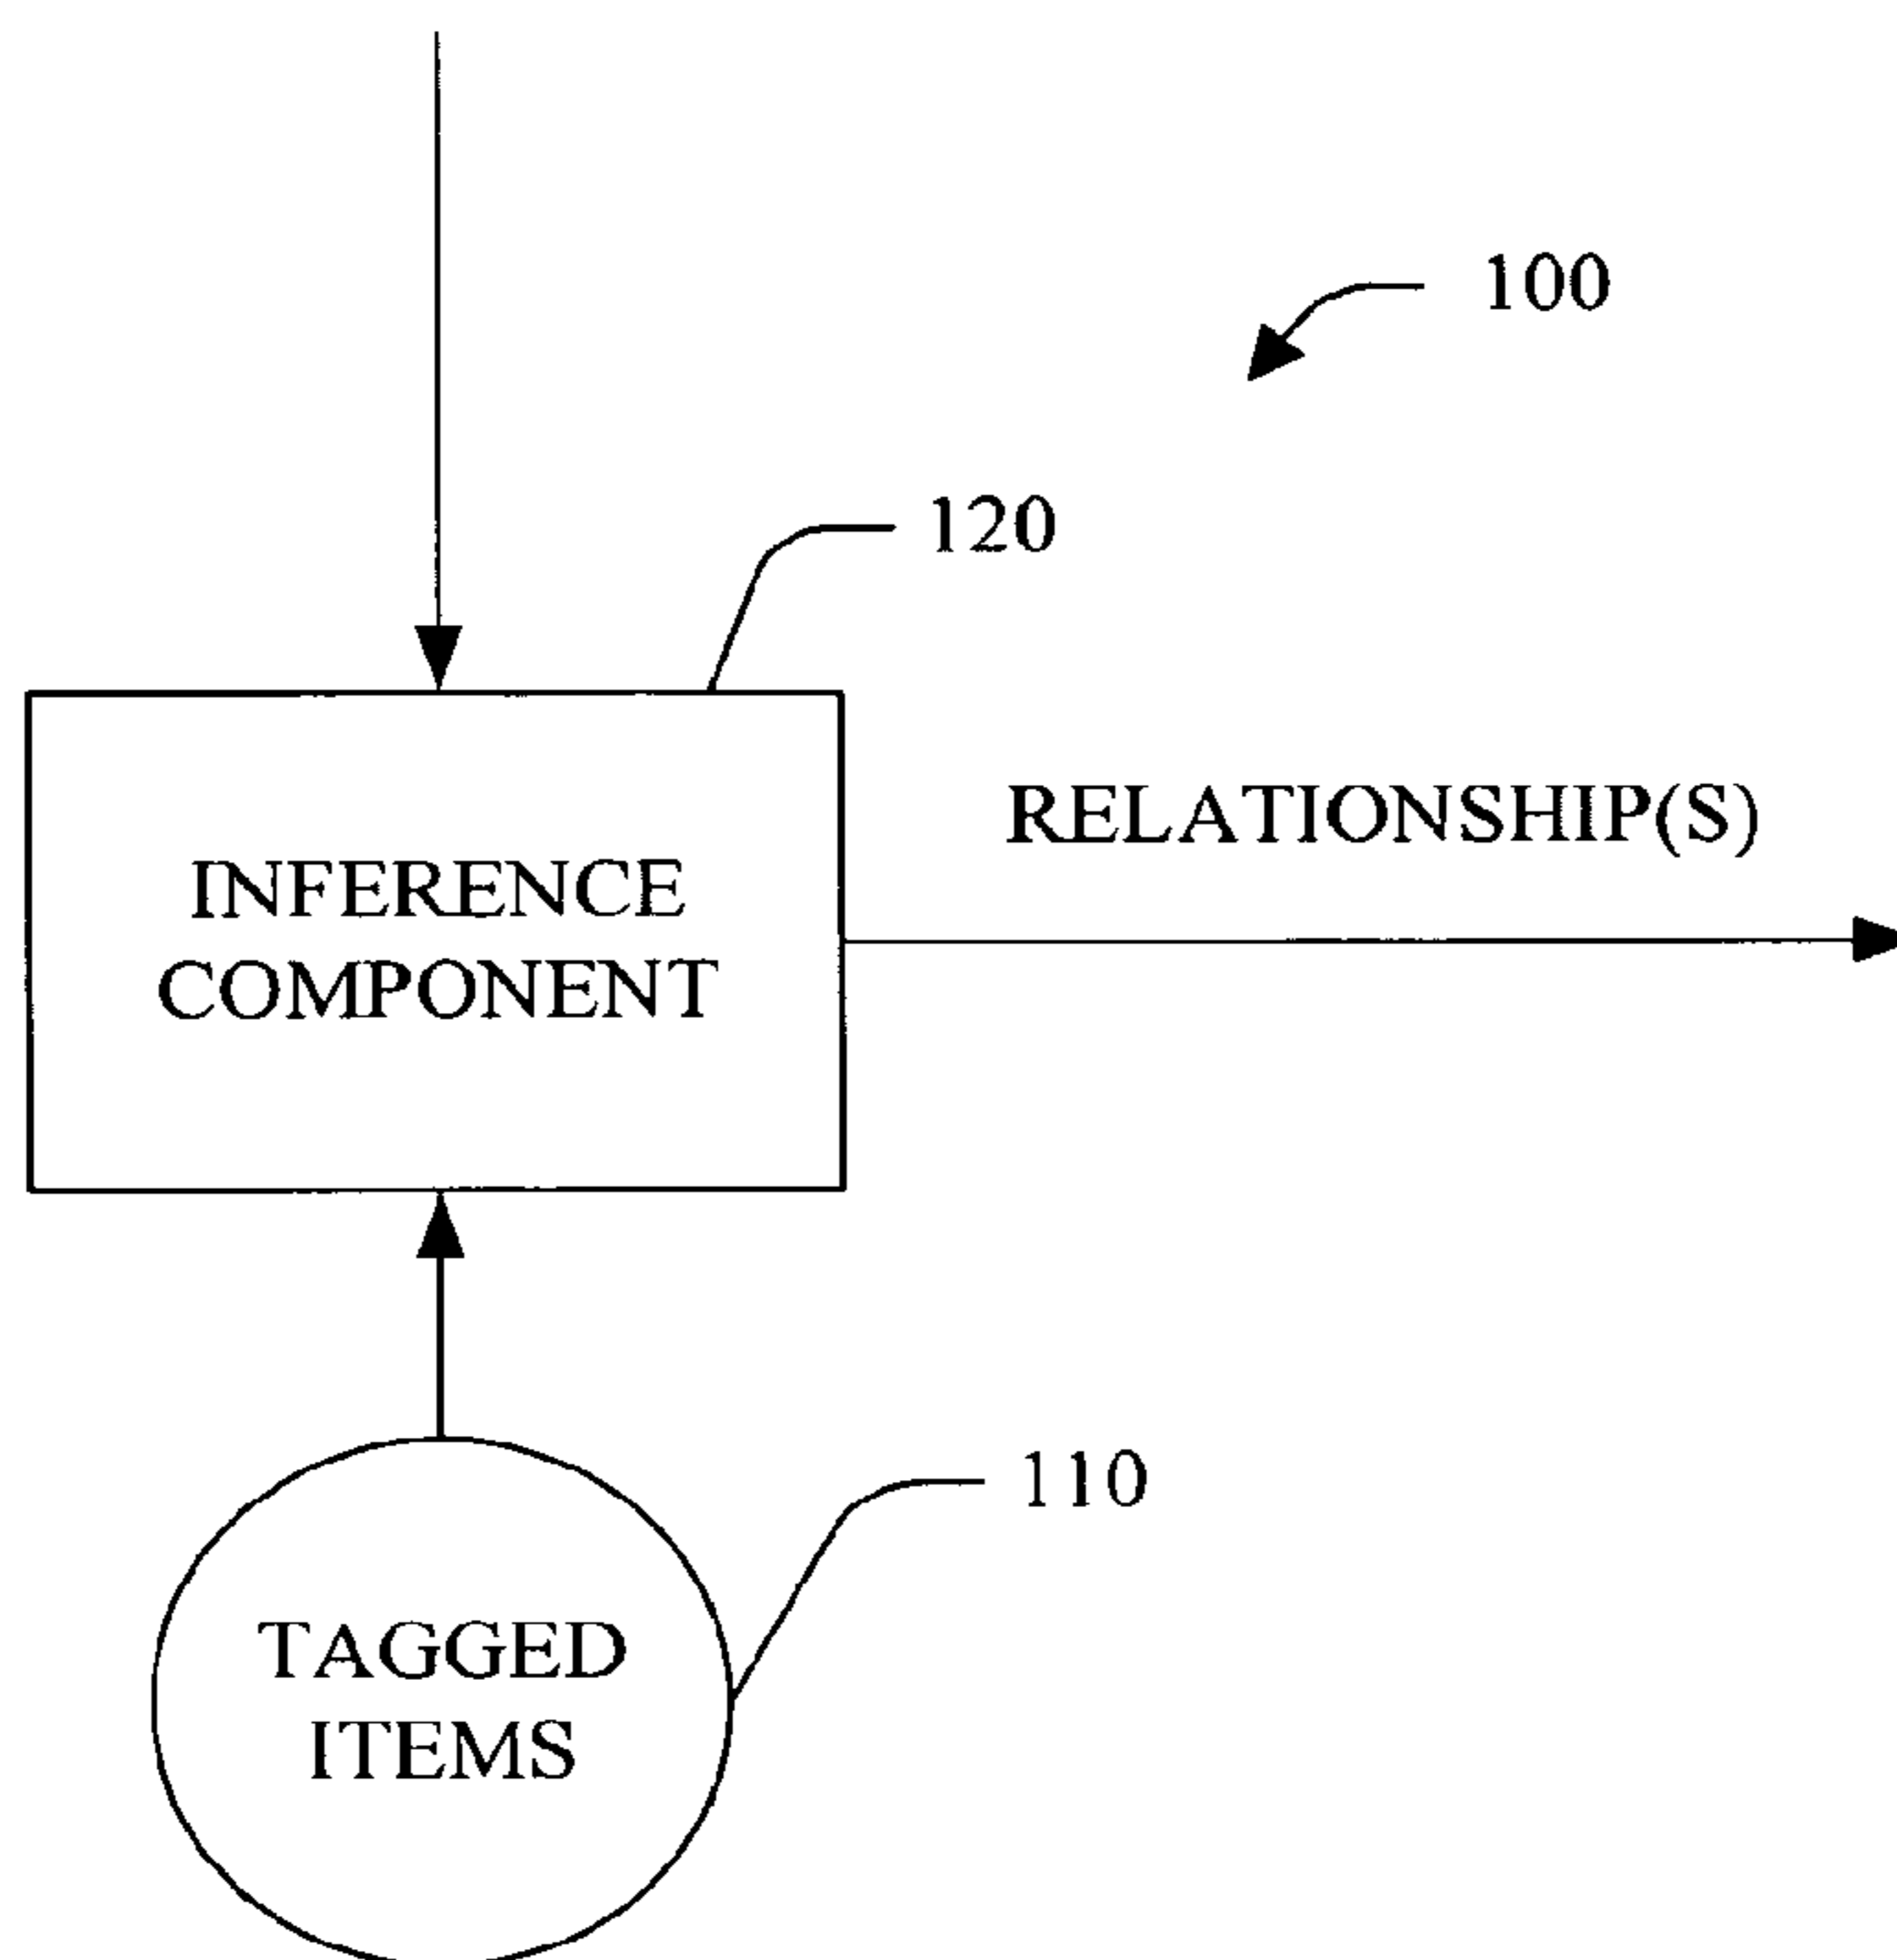 100
120
RELATIONSHIP(S)
INFERENCE
COMPONENT
110
TAGGED
ITEMS